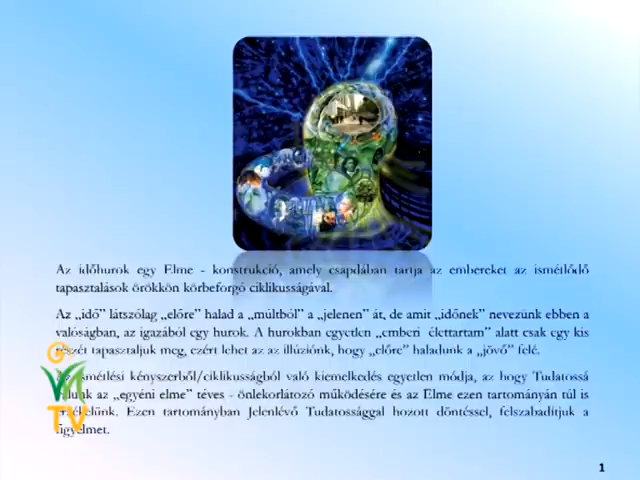 Az időhurok egy Elme - konstrukció, amely csapdában tartja az embereket az ismétlődő
tapasztalások örökkön körbeforgó ciklikusságával.
Az „idő” látszólag „előre” halad a „múltból” a „jelenen” át, de amit „időnek” nevezünk ebben a
valóságban, az igazából egy hurok. A hurokban egyetlen „emberi élettartam” alatt csak egy kis
részét tapasztaljuk meg, ezért lehet az az illúziónk, hogy „előre” haladunk a „jövő” felé.
ismétlési kényszerből/ciklikusságból való kiemelkedés egyetlen módja, az hogy Tudatossá
az „egyéni elme” téves - önlekorlátozó működésére és az Elme ezen tartományán túl is
Ezen tartományban Jelenlévő Tudatossággal hozott döntéssel, felszabadítjuk a
figyelmet.
G
TV
1